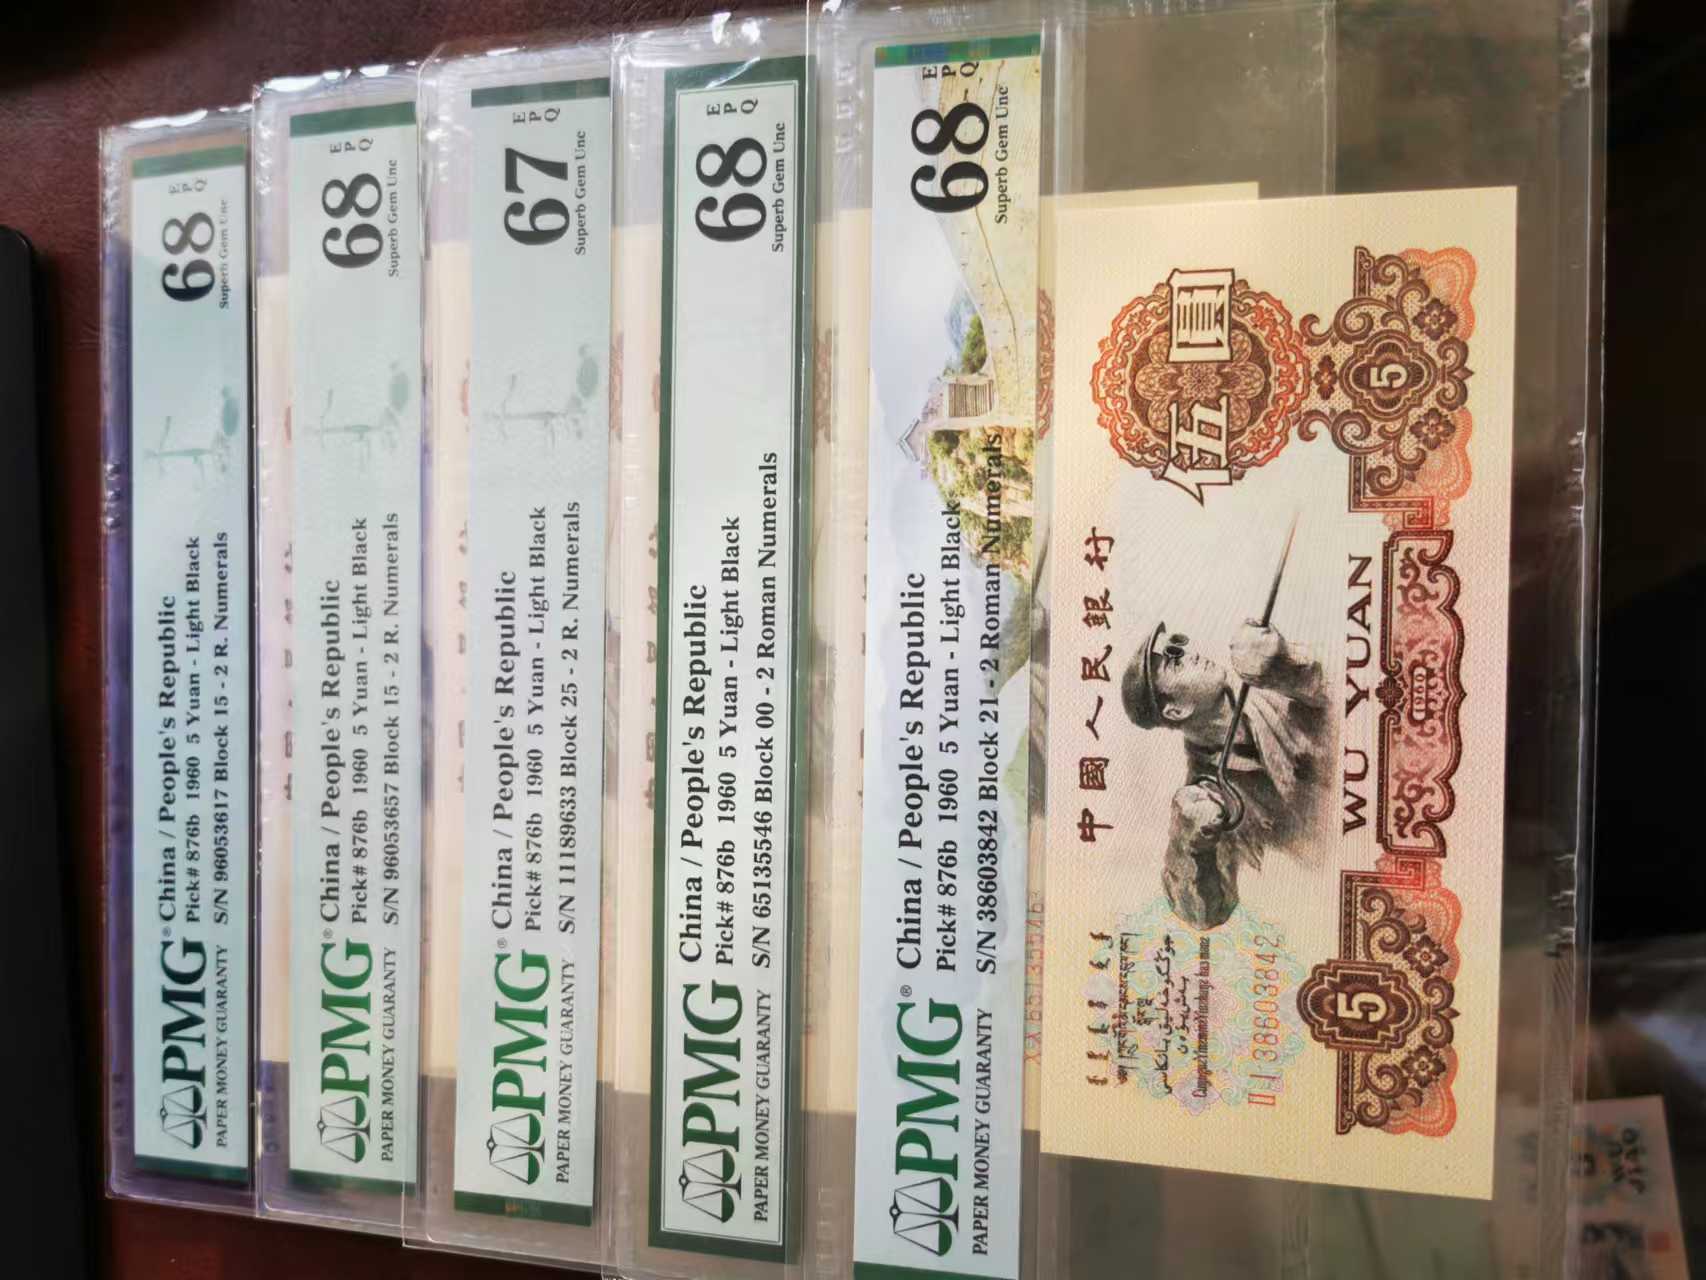 PMG® China / People's Republic
Pick# 876b 1960 5 Yuan - Light Black
PAPER MONEY GUARANTY S/N 96053617 Block 15 - 2 R. Numerals
68 EPQ
Superb Gem Unc
PMG® China / People's Republic
Pick# 876b 1960 5 Yuan - Light Black
PAPER MONEY GUARANTY S/N 96053657 Block 15 - 2 R. Numerals
68 EPQ
Superb Gem Unc
PMG® China / People's Republic
Pick# 876b 1960 5 Yuan - Light Black
PAPER MONEY GUARANTY S/N 11189633 Block 25 - 2 R. Numerals
67 EPQ
Superb Gem Unc
PMG China / People's Republic
Pick# 876b 1960 5 Yuan - Light Black
PAPER MONEY GUARANTY S/N 65135546 Block 00 - 2 Roman Numerals
68 EPQ
Superb Gem Unc
PMG® China / People's Republic
Pick# 876b 1960 5 Yuan - Light Black
PAPER MONEY GUARANTY S/N 38603842 Block 21 - 2 Roman Numerals
68 EPQ
Superb Gem Unc
中國人民銀行
伍圓
38603842
5
WU YUAN
1960
5